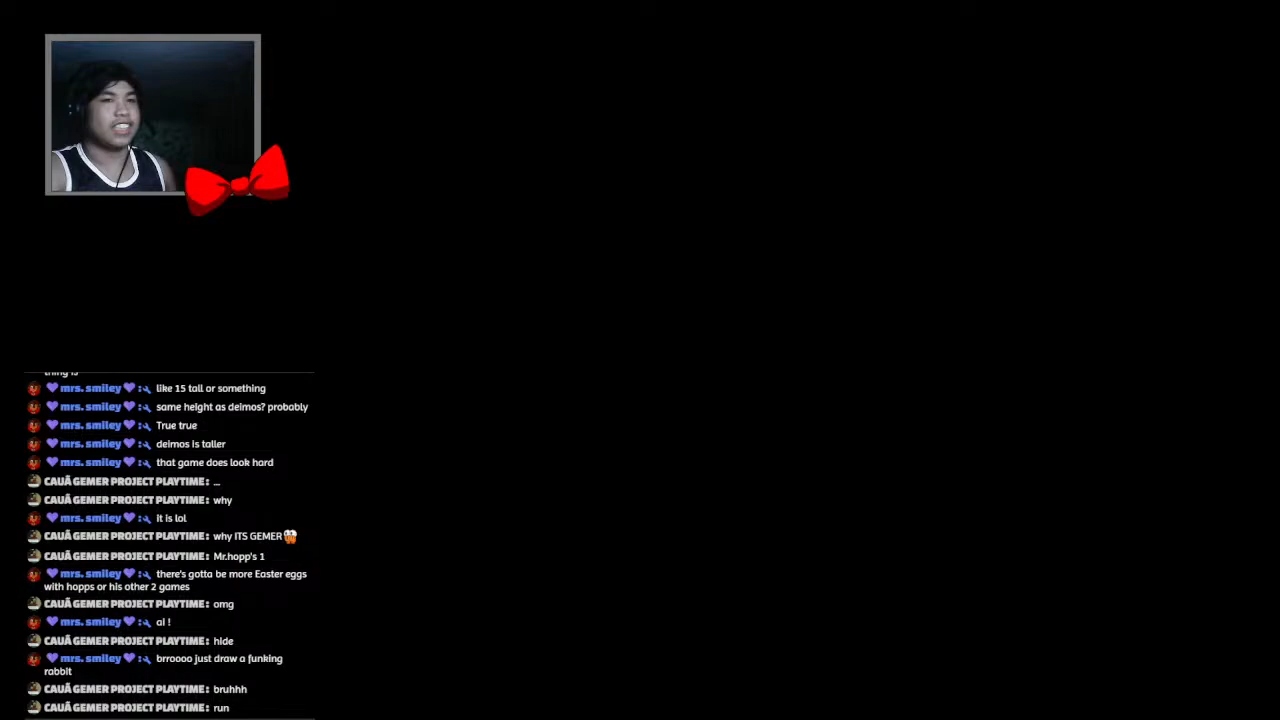 thing is
mrs. smiley : like 15 tall or something
mrs. smiley : same height as deimos? probably
mrs. smiley : True true
mrs. smiley : deimos is taller
mrs. smiley : that game does look hard
CAUÃ GEMER PROJECT PLAYTIME : ...
CAUÃ GEMER PROJECT PLAYTIME : why
mrs. smiley : It is lol
CAUÃ GEMER PROJECT PLAYTIME : why ITS GEMER
CAUÃ GEMER PROJECT PLAYTIME : Mr.hopp's 1
mrs. smiley : there's gotta be more Easter eggs
with hopps or his other 2 games
CAUÃ GEMER PROJECT PLAYTIME : omg
mrs. smiley : ai !
CAUÃ GEMER PROJECT PLAYTIME : hide
mrs. smiley : brroooo just draw a funking
rabbit
CAUÃ GEMER PROJECT PLAYTIME : bruhhh
CAUÃ GEMER PROJECT PLAYTIME : run